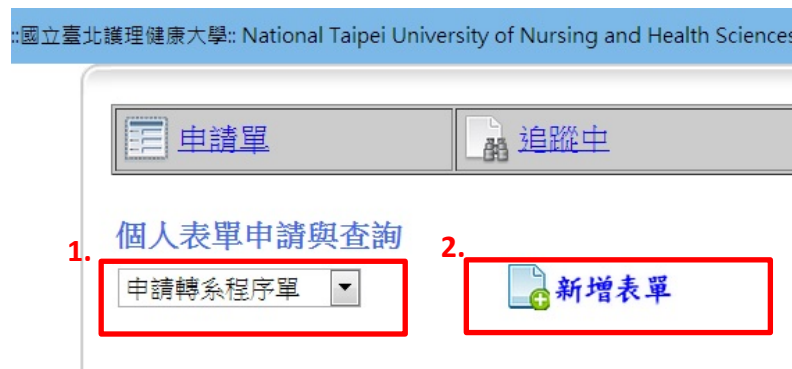 ::國立臺北護理健康大學:: National Taipei University of Nursing and Health Sciences
申請單 追蹤中
個人表單申請與查詢
1. 2.
申請轉系程序單 新增表單